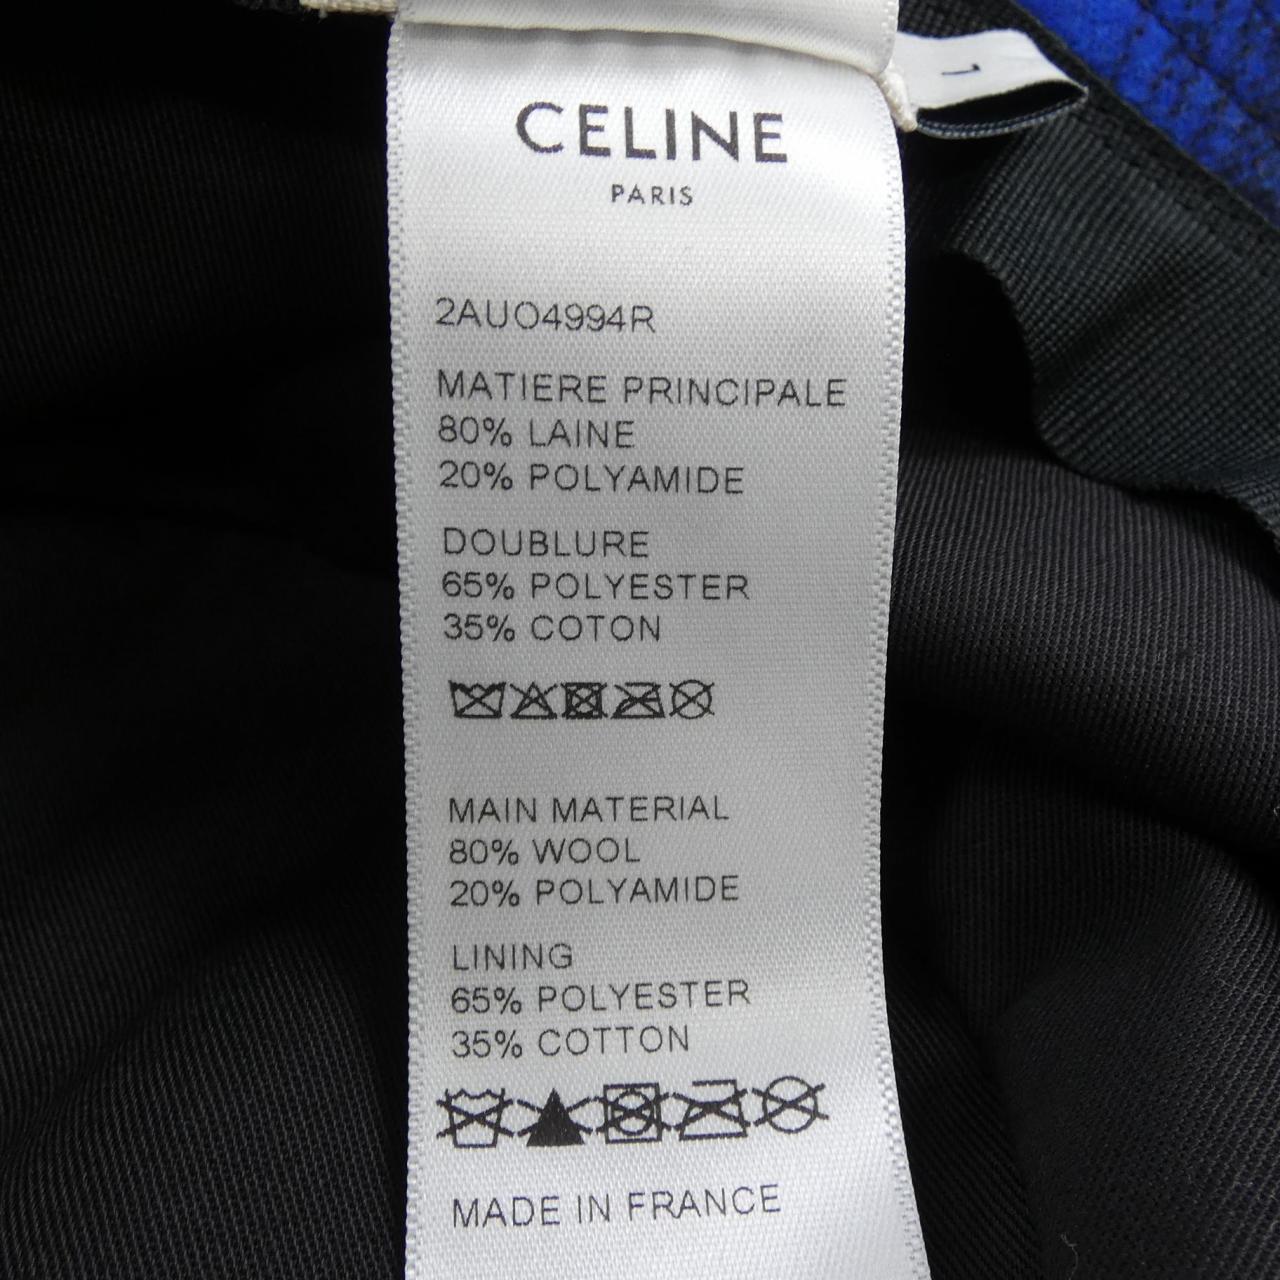 CELINE
PARIS
2AUO4994R
MATIERE PRINCIPALE
80% LAINE
20% POLYAMIDE
DOUBLURE
65% POLYESTER
35% COTON
MAIN MATERIAL
80% WOOL
20% POLYAMIDE
LINING
65% POLYESTER
35% COTTON
MADE IN FRANCE